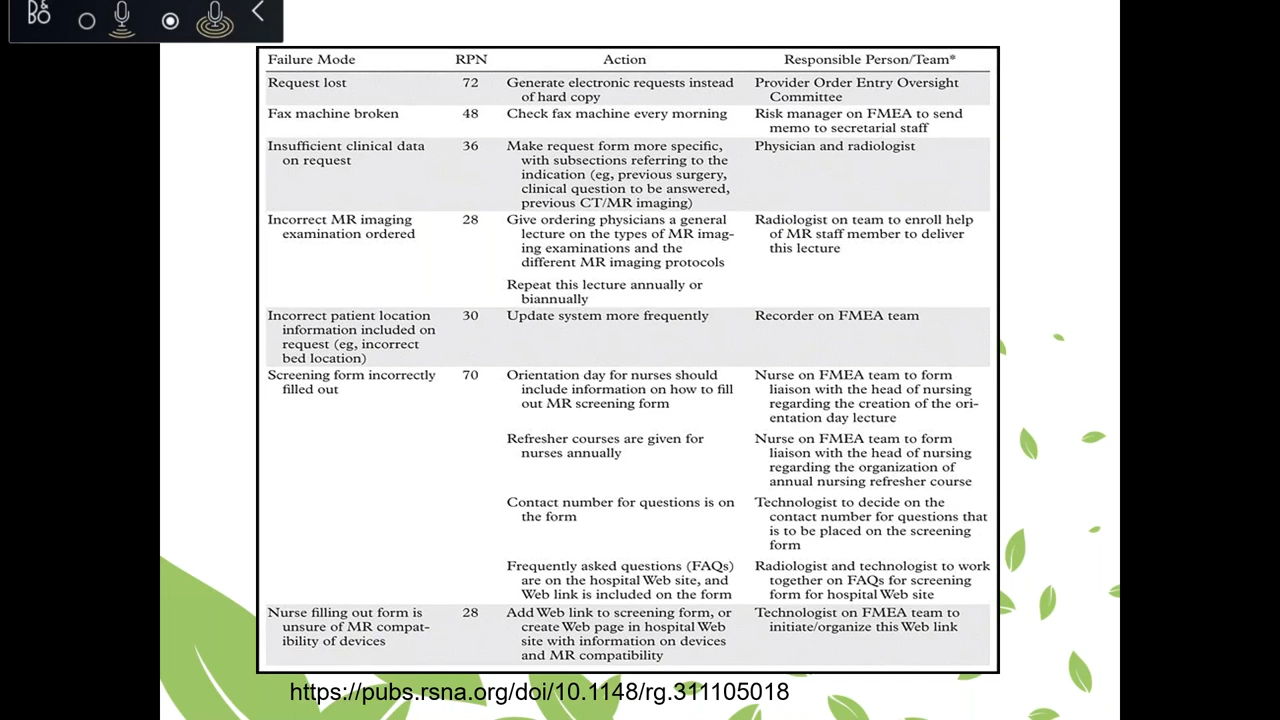 B&BO
Failure Mode RPN Action Responsible Person/Team*
Request lost 72 Generate electronic requests instead of hard copy Provider Order Entry Oversight Committee
Fax machine broken 48 Check fax machine every morning Risk manager on FMEA to send memo to secretarial staff
Insufficient clinical data on request 36 Make request form more specific, with subsections referring to the indication (eg, previous surgery, clinical question to be answered, previous CT/MR imaging) Physician and radiologist
Incorrect MR imaging examination ordered 28 Give ordering physicians a general lecture on the types of MR imag-ing examinations and the different MR imaging protocols Radiologist on team to enroll help of MR staff member to deliver this lecture
Repeat this lecture annually or biannually
Incorrect patient location information included on request (eg, incorrect bed location) 30 Update system more frequently Recorder on FMEA team
Screening form incorrectly filled out 70 Orientation day for nurses should include information on how to fill out MR screening form Nurse on FMEA team to form liaison with the head of nursing regarding the creation of the ori-entation day lecture
Refresher courses are given for nurses annually Nurse on FMEA team to form liaison with the head of nursing regarding the organization of annual nursing refresher course
Contact number for questions is on the form Technologist to decide on the contact number for questions that is to be placed on the screening form
Frequently asked questions (FAQs) are on the hospital Web site, and Web link is included on the form Radiologist and technologist to work together on FAQs for screening form for hospital Web site
Nurse filling out form is unsure of MR compat-ibility of devices 28 Add Web link to screening form, or create Web page in hospital Web site with information on devices and MR compatibility Technologist on FMEA team to initiate/organize this Web link
https://pubs.rsna.org/doi/10.1148/rg.311105018